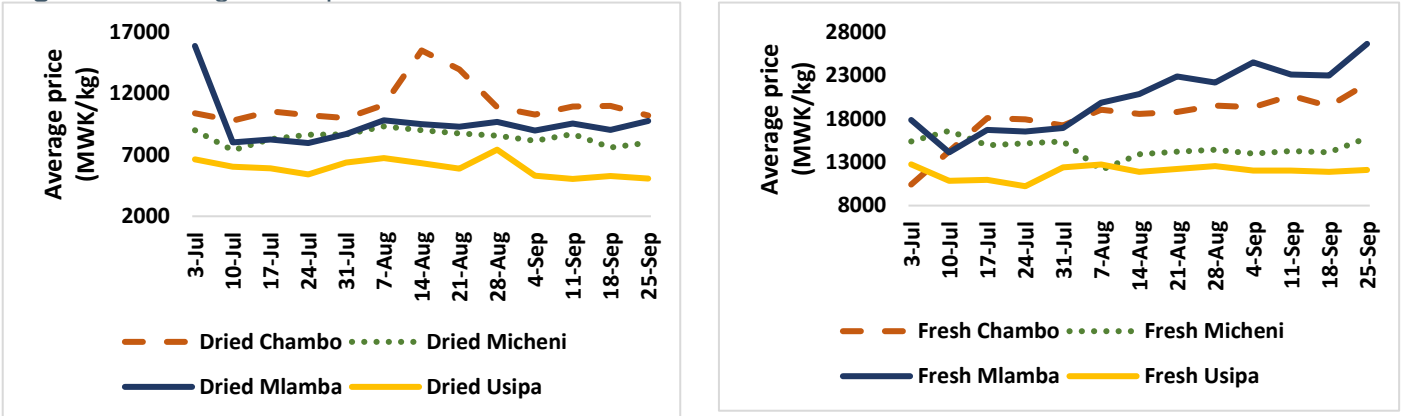 17000
12000
7000
2000
Average price
(MWK/kg)
3-Jul
10-Jul
17-Jul
24-Jul
31-Jul
7-Aug
14-Aug
21-Aug
28-Aug
4-Sep
11-Sep
18-Sep
25-Sep
Dried Chambo
Dried Micheni
Dried Mlamba
Dried Usipa
28000
23000
18000
13000
8000
Average price
(MWK/kg)
3-Jul
10-Jul
17-Jul
24-Jul
31-Jul
7-Aug
14-Aug
21-Aug
28-Aug
4-Sep
11-Sep
18-Sep
25-Sep
Fresh Chambo
Fresh Micheni
Fresh Mlamba
Fresh Usipa